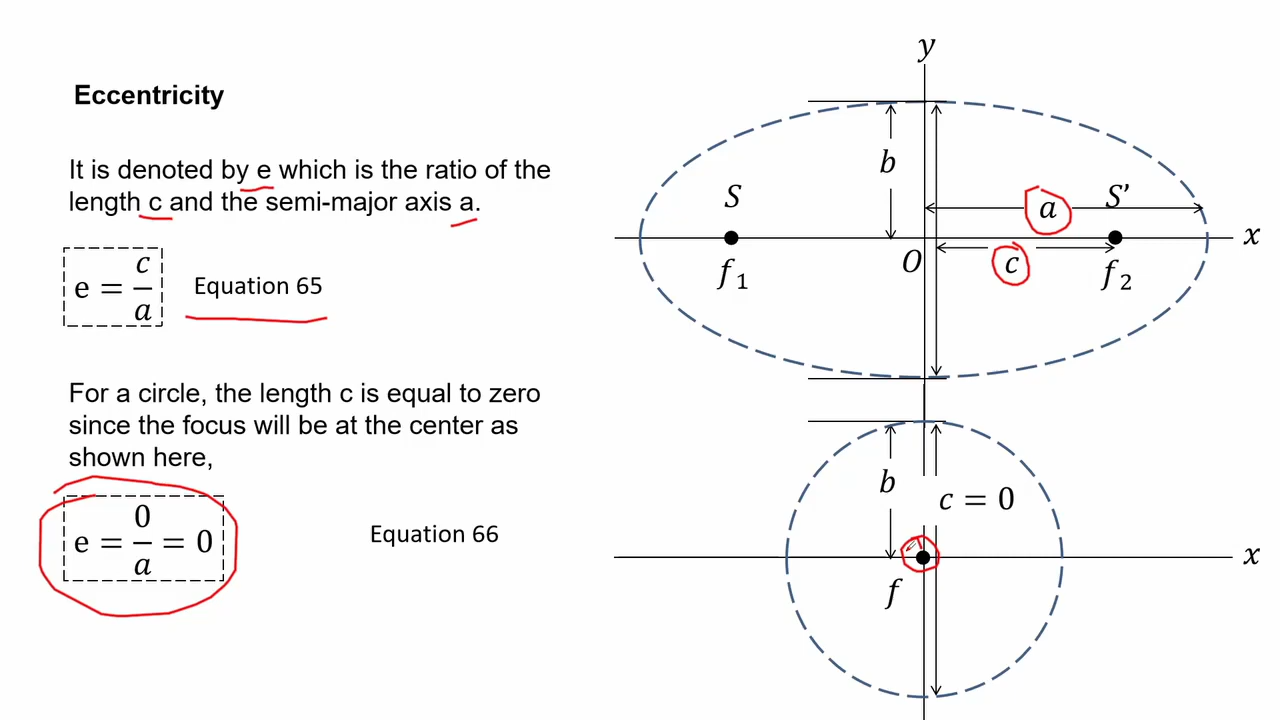 Eccentricity
It is denoted by e which is the ratio of the
length c and the semi-major axis a.
e = c/a
Equation 65
For a circle, the length c is equal to zero
since the focus will be at the center as
shown here,
e = 0/a = 0
Equation 66
y
b
S
S’
a
x
O
c
f₁
f₂
b
c = 0
x
f